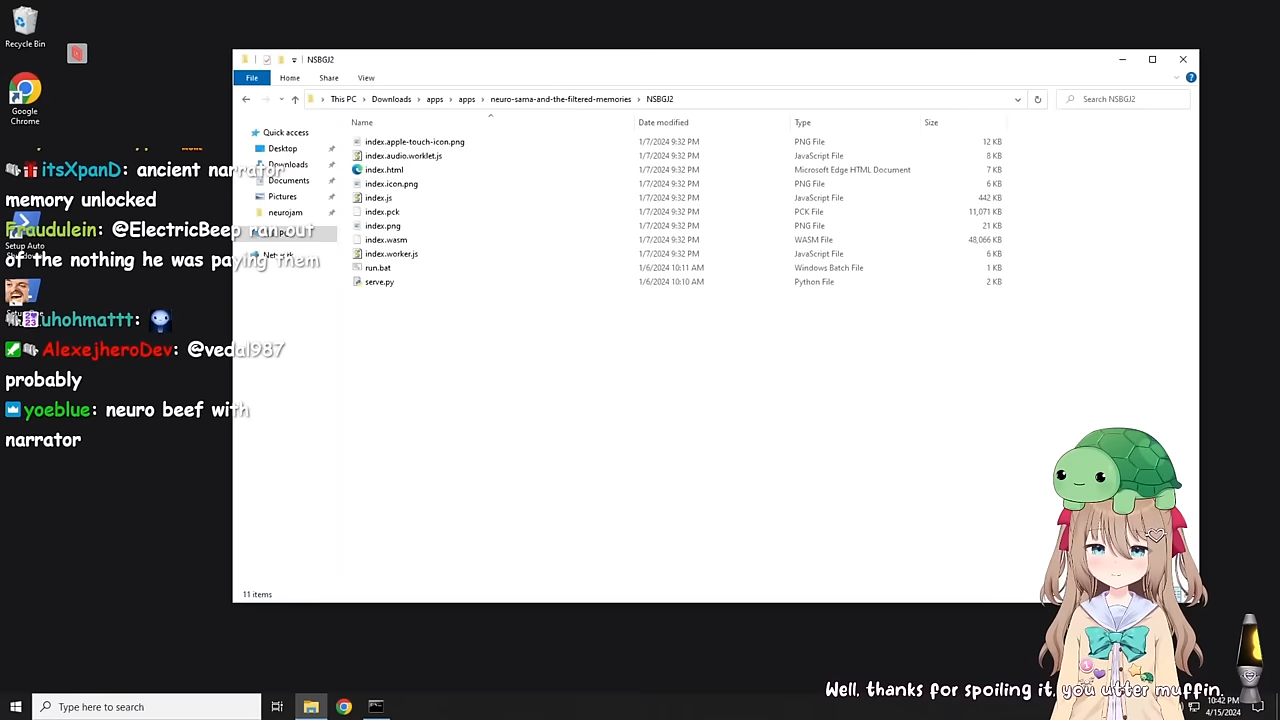 Recycle Bin
NSBGJ2
File Home Share View
This PC Downloads apps apps neuro-sama-and-the-filtered-memories NSBGJ2
Search NSBGJ2
Name Date modified Type Size
index.apple-touch-icon.png 1/7/2024 9:32 PM PNG File 12 KB
index.audio.worklet.js 1/7/2024 9:32 PM JavaScript File 8 KB
index.html 1/7/2024 9:32 PM Microsoft Edge HTML Document 7 KB
index.icon.png 1/7/2024 9:32 PM PNG File 6 KB
index.js 1/7/2024 9:32 PM JavaScript File 442 KB
index.pck 1/7/2024 9:32 PM PCK File 11,071 KB
index.png 1/7/2024 9:32 PM PNG File 21 KB
index.wasm 1/7/2024 9:32 PM WASM File 48,066 KB
index.worker.js 1/7/2024 9:32 PM JavaScript File 6 KB
run.bat 1/6/2024 10:11 AM Windows Batch File 1 KB
serve.py 1/6/2024 10:10 AM Python File 2 KB
Quick access
Desktop
Downloads
Documents
Pictures
neurojam
11 items
Google
Chrome
itsXpanD: ancient narrator
memory unlocked
Fraudulein: @ElectricBeep ran out
of the nothing he was paying them
Setup Auto
uhohmattt:
AlexejheroDev: @vedal987
probably
yoeblue: neuro beef with
narrator
Well, thanks for spoiling it, you utter muffin.
Type here to search
10:42 PM
4/15/2024